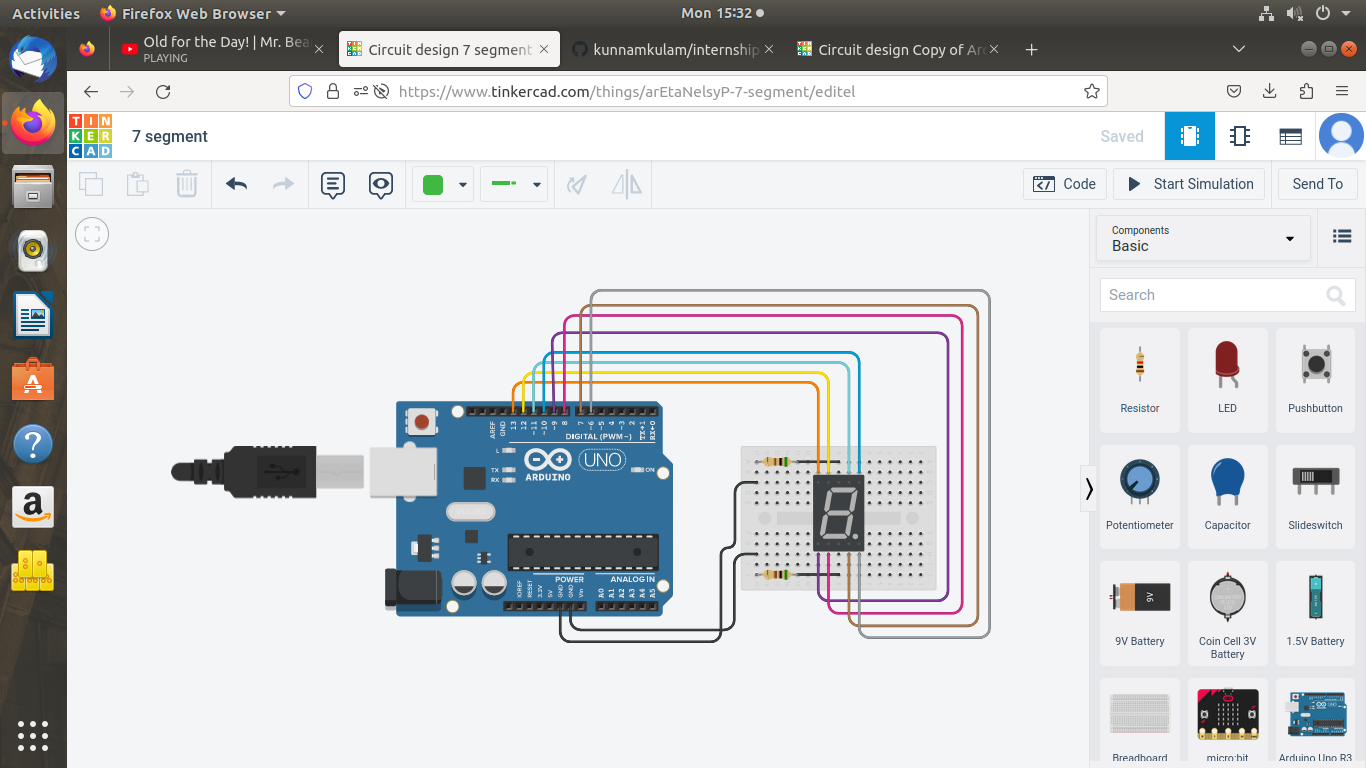 Activities
Firefox Web Browser
Mon 15:32
Old for the Day! | Mr. Bea
PLAYING
Circuit design 7 segment
kunnamkulam/internship
Circuit design Copy of Ar
https://www.tinkercad.com/things/arEtaNelsyP-7-segment/editel
TIN
KER
CAD
7 segment
Saved
Code
Start Simulation
Send To
Components
Basic
Search
Resistor
LED
Pushbutton
Potentiometer
Capacitor
Slideswitch
9V
9V Battery
Coin Cell 3V
Battery
1.5V Battery
Breadboard
micro:bit
Arduino Uno R3
AREF
GND
13
12
~11
~10
~9
8
7
~6
~5
4
~3
2
TX→1
RX←0
DIGITAL (PWM~)
L
TX
RX
UNO
ON
ARDUINO
POWER
ANALOG IN
IOREF
RESET
3.3V
5V
GND
GND
Vin
A0
A1
A2
A3
A4
A5